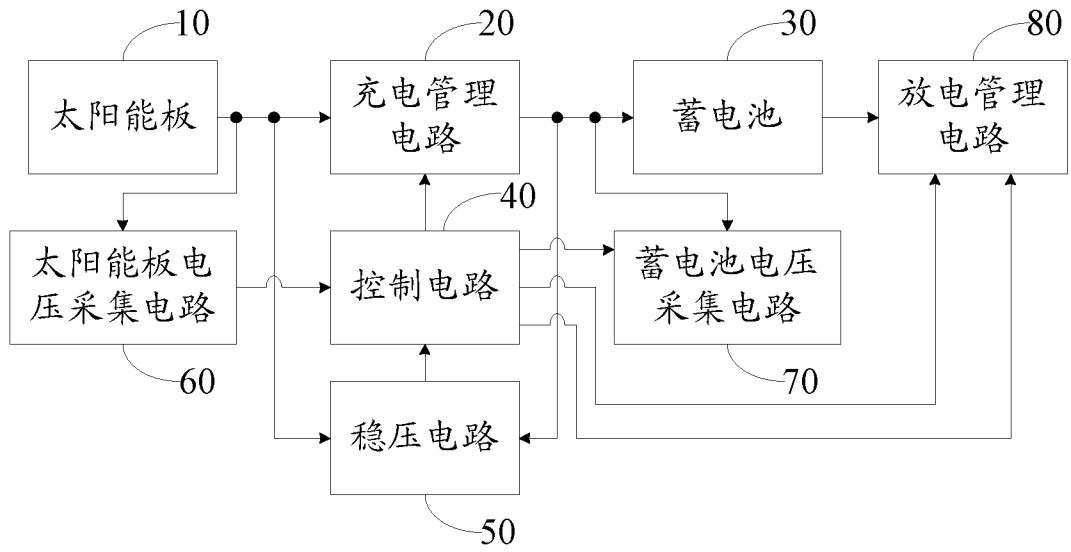 10
20
30
80
太阳能板
充电管理
电路
蓄电池
放电管理
电路
40
太阳能板电
压采集电路
控制电路
蓄电池电压
采集电路
60
70
稳压电路
50